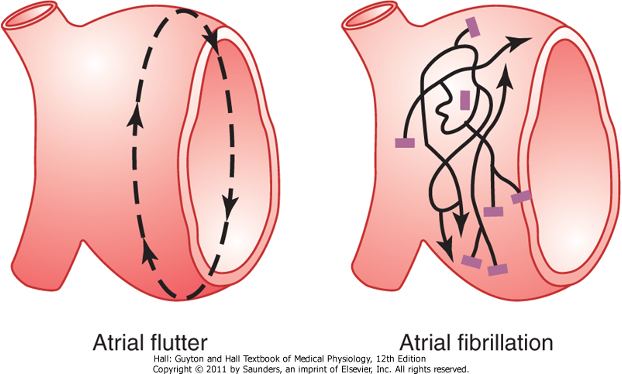 Atrial flutter
Atrial fibrillation
Hall: Guyton and Hall Textbook of Medical Physiology, 12th Edition
Copyright © 2011 by Saunders, an imprint of Elsevier, Inc. All rights reserved.